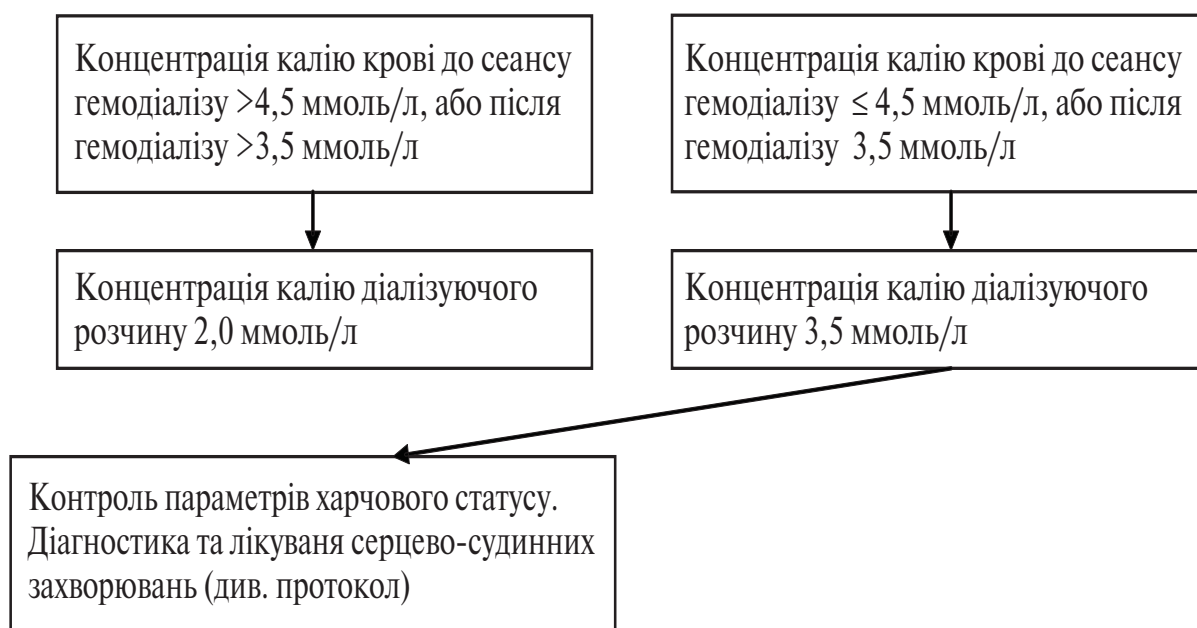 Концентрація калію крові до сеансу
гемодіалізу >4,5 ммоль/л, або після
гемодіалізу >3,5 ммоль/л
Концентрація калію крові до сеансу
гемодіалізу ≤ 4,5 ммоль/л, або після
гемодіалізу 3,5 ммоль/л
Концентрація калію діалізуючого
розчину 2,0 ммоль/л
Концентрація калію діалізуючого
розчину 3,5 ммоль/л
Контроль параметрів харчового статусу.
Діагностика та лікуваня серцево-судинних
захворювань (див. протокол)